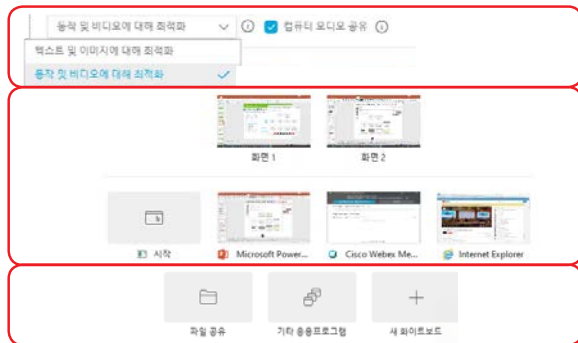 동작 및 비디오에 대해 최적화 컴퓨터 오디오 공유
텍스트 및 이미지에 대해 최적화
동작 및 비디오에 대해 최적화
화면 1 화면 2
시작 Microsoft Power... Cisco Webex Me... Internet Explorer
파일 공유 기타 응용프로그램 새 화이트보드